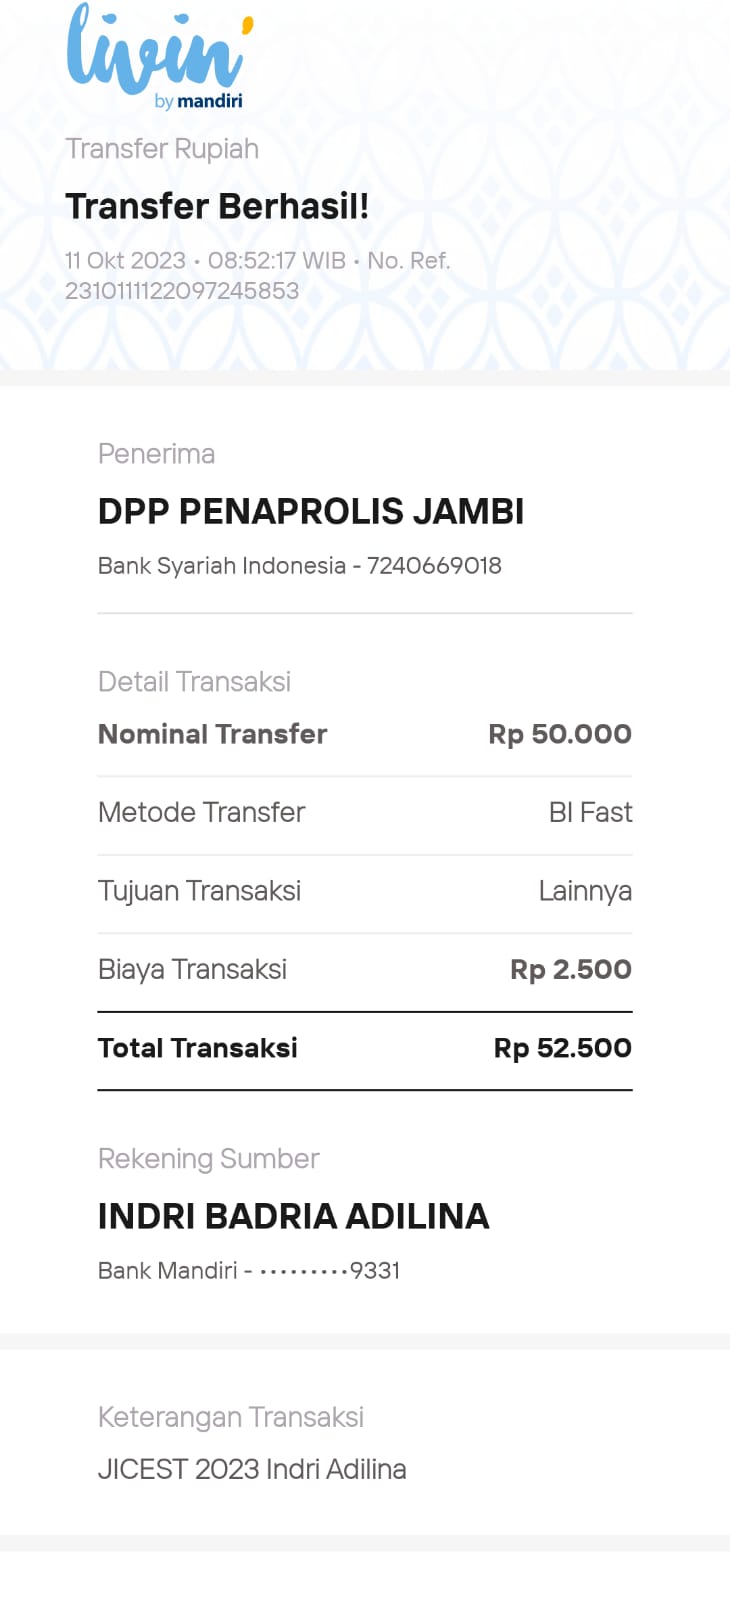 livin'
by mandiri
Transfer Rupiah
Transfer Berhasil!
11 Okt 2023 • 08:52:17 WIB • No. Ref.
2310111122097245853
Penerima
DPP PENAPROLIS JAMBI
Bank Syariah Indonesia - 7240669018
Detail Transaksi
Nominal Transfer Rp 50.000
Metode Transfer BI Fast
Tujuan Transaksi Lainnya
Biaya Transaksi Rp 2.500
Total Transaksi Rp 52.500
Rekening Sumber
INDRI BADRIA ADILINA
Bank Mandiri - •••••••••9331
Keterangan Transaksi
JICEST 2023 Indri Adilina